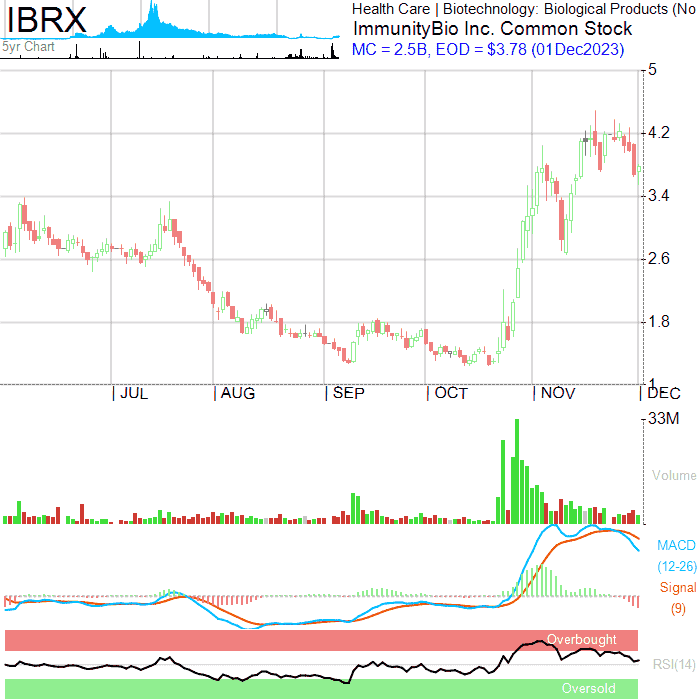 IBRX
5yr Chart
Health Care | Biotechnology: Biological Products (No
ImmunityBio Inc. Common Stock
MC = 2.5B, EOD = $3.78 (01Dec2023)
5
4.2
3.4
2.6
1.8
1
| JUL | AUG | SEP | OCT | NOV | DEC
33M
Volume
MACD
(12-26)
Signal
(9)
Overbought
RSI(14)
Oversold